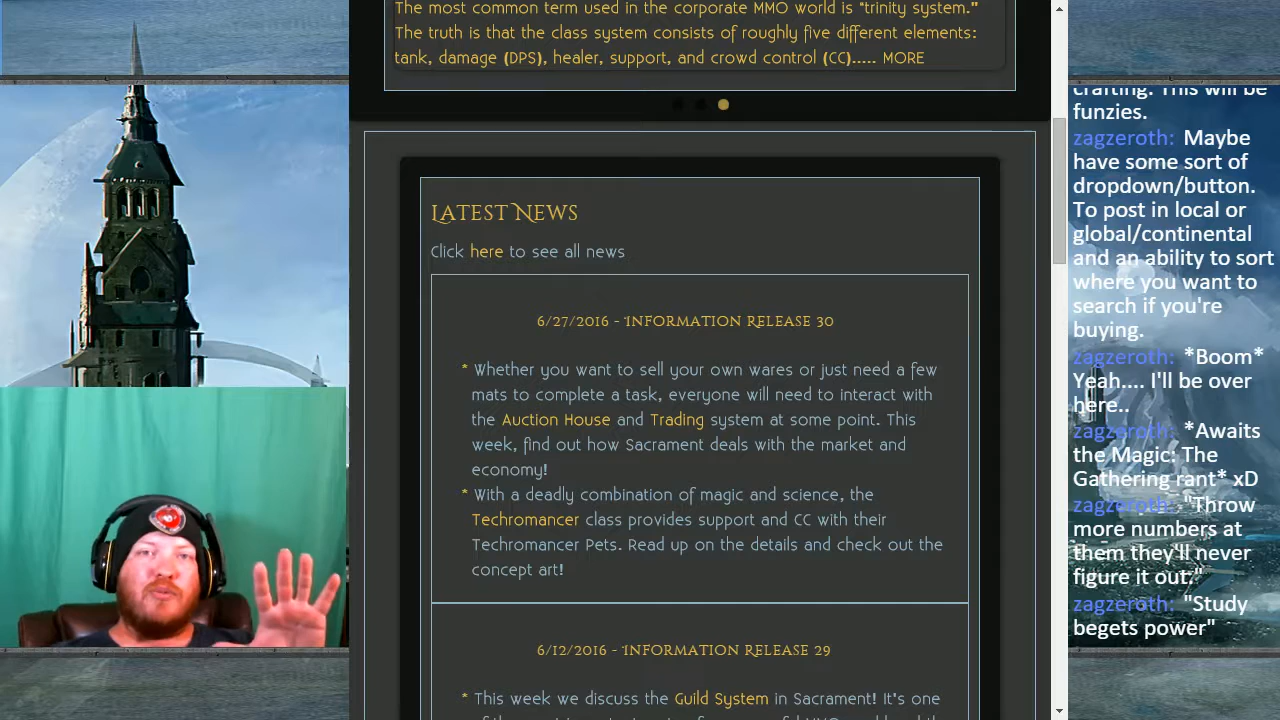 The most common term used in the corporate MMO world is "trinity system."
The truth is that the class system consists of roughly five different elements:
tank, damage (DPS), healer, support, and crowd control (CC)..... MORE
Latest News
Click here to see all news
6/27/2016 - Information Release 30
* Whether you want to sell your own wares or just need a few
mats to complete a task, everyone will need to interact with
the Auction House and Trading system at some point. This
week, find out how Sacrament deals with the market and
economy!
* With a deadly combination of magic and science, the
Techromancer class provides support and CC with their
Techromancer Pets. Read up on the details and check out the
concept art!
6/12/2016 - Information Release 29
* This week we discuss the Guild System in Sacrament! It's one
crafting. This will be
funzies.
zagzeroth: Maybe
have some sort of
dropdown/button.
To post in local or
global/continental
and an ability to sort
where you want to
search if you're
buying.
zagzeroth: *Boom*
Yeah.... I'll be over
here..
zagzeroth: *Awaits
the Magic: The
Gathering rant* xD
zagzeroth: "Throw
more numbers at
them they'll never
figure it out."
zagzeroth: "Study
begets power"